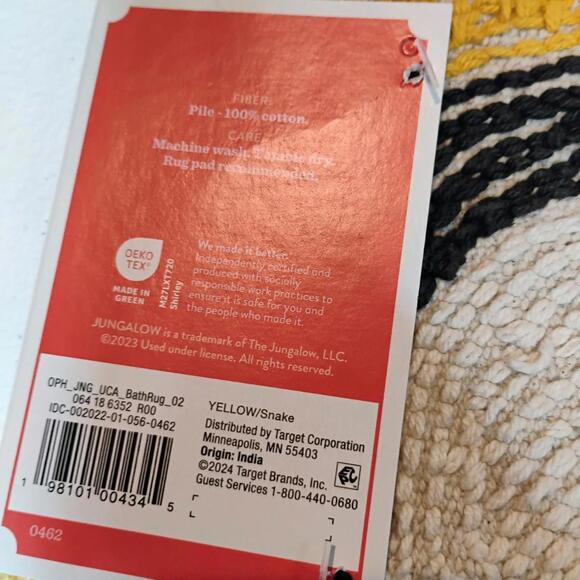 FIBER:
Pile - 100% cotton.
CARE:
Machine wash. Tumble dry.
Rug pad recommended.
OEKO
TEX®
MADE IN
GREEN
M27LXT720
Shirley
We made it better.
Independently certified and
produced with socially
responsible work practices to
ensure it is safe for you and
the people who made it.
JUNGALOW is a trademark of The Jungalow, LLC.
©2023 Used under license. All rights reserved.
OPH_JNG_UCA_BathRug_02
064 18 6352 R00
IDC-002022-01-056-0462
1 98101 00434 5
YELLOW/Snake
Distributed by Target Corporation
Minneapolis, MN 55403
Origin: India
©2024 Target Brands, Inc.
Guest Services 1-800-440-0680
0462